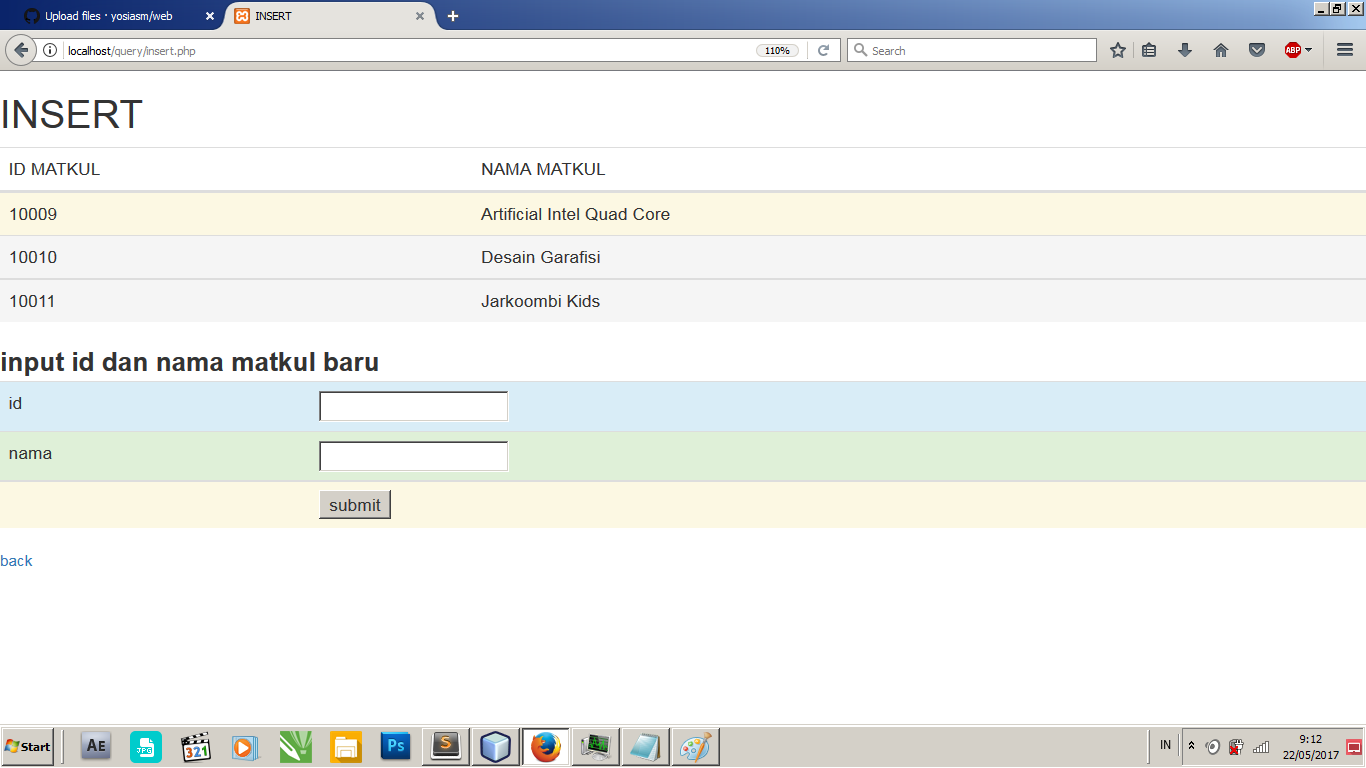 Upload files · yosiasm/web
INSERT
localhost/query/insert.php
110%
Search
ABP
INSERT
ID MATKUL NAMA MATKUL
10009 Artificial Intel Quad Core
10010 Desain Garafisi
10011 Jarkoombi Kids
input id dan nama matkul baru
id
nama
submit
back
Start
AE
JPG
321
Ps
S
IN
9:12
22/05/2017